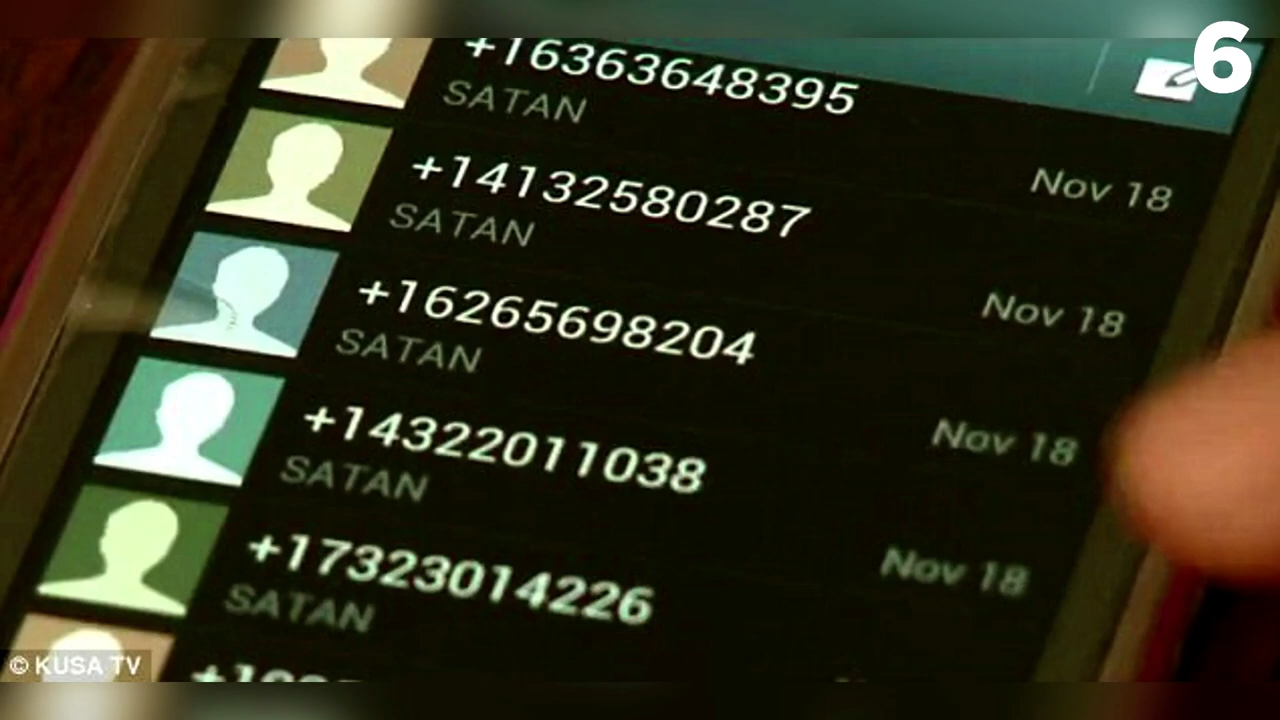 6
+16363648395
SATAN
Nov 18
+14132580287
SATAN
Nov 18
+16265698204
SATAN
Nov 18
+14322011038
SATAN
Nov 18
+17323014226
SATAN
© KUSA TV